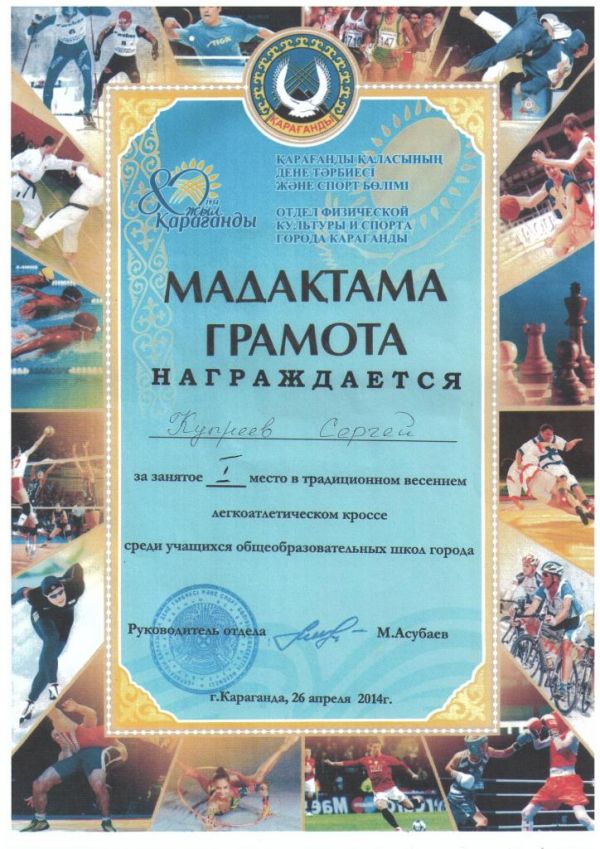 ҚАРАҒАНДЫ
ҚАРАҒАНДЫ ҚАЛАСЫНЫҢ
ДЕНЕ ТӘРБИЕСІ
ЖӘНЕ СПОРТ БӨЛІМІ
80 жыл
1934
Қарағанды
ОТДЕЛ ФИЗИЧЕСКОЙ
КУЛЬТУРЫ И СПОРТА
ГОРОДА КАРАГАНДЫ
МАДАКТАМА
ГРАМОТА
НАГРАЖДАЕТСЯ
Купреев Сергей
за занятое I место в традиционном весеннем
легкоатлетическом кроссе
среди учащихся общеобразовательных школ города
Руководитель отдела М.Асубаев
г.Караганда, 26 апреля 2014г.